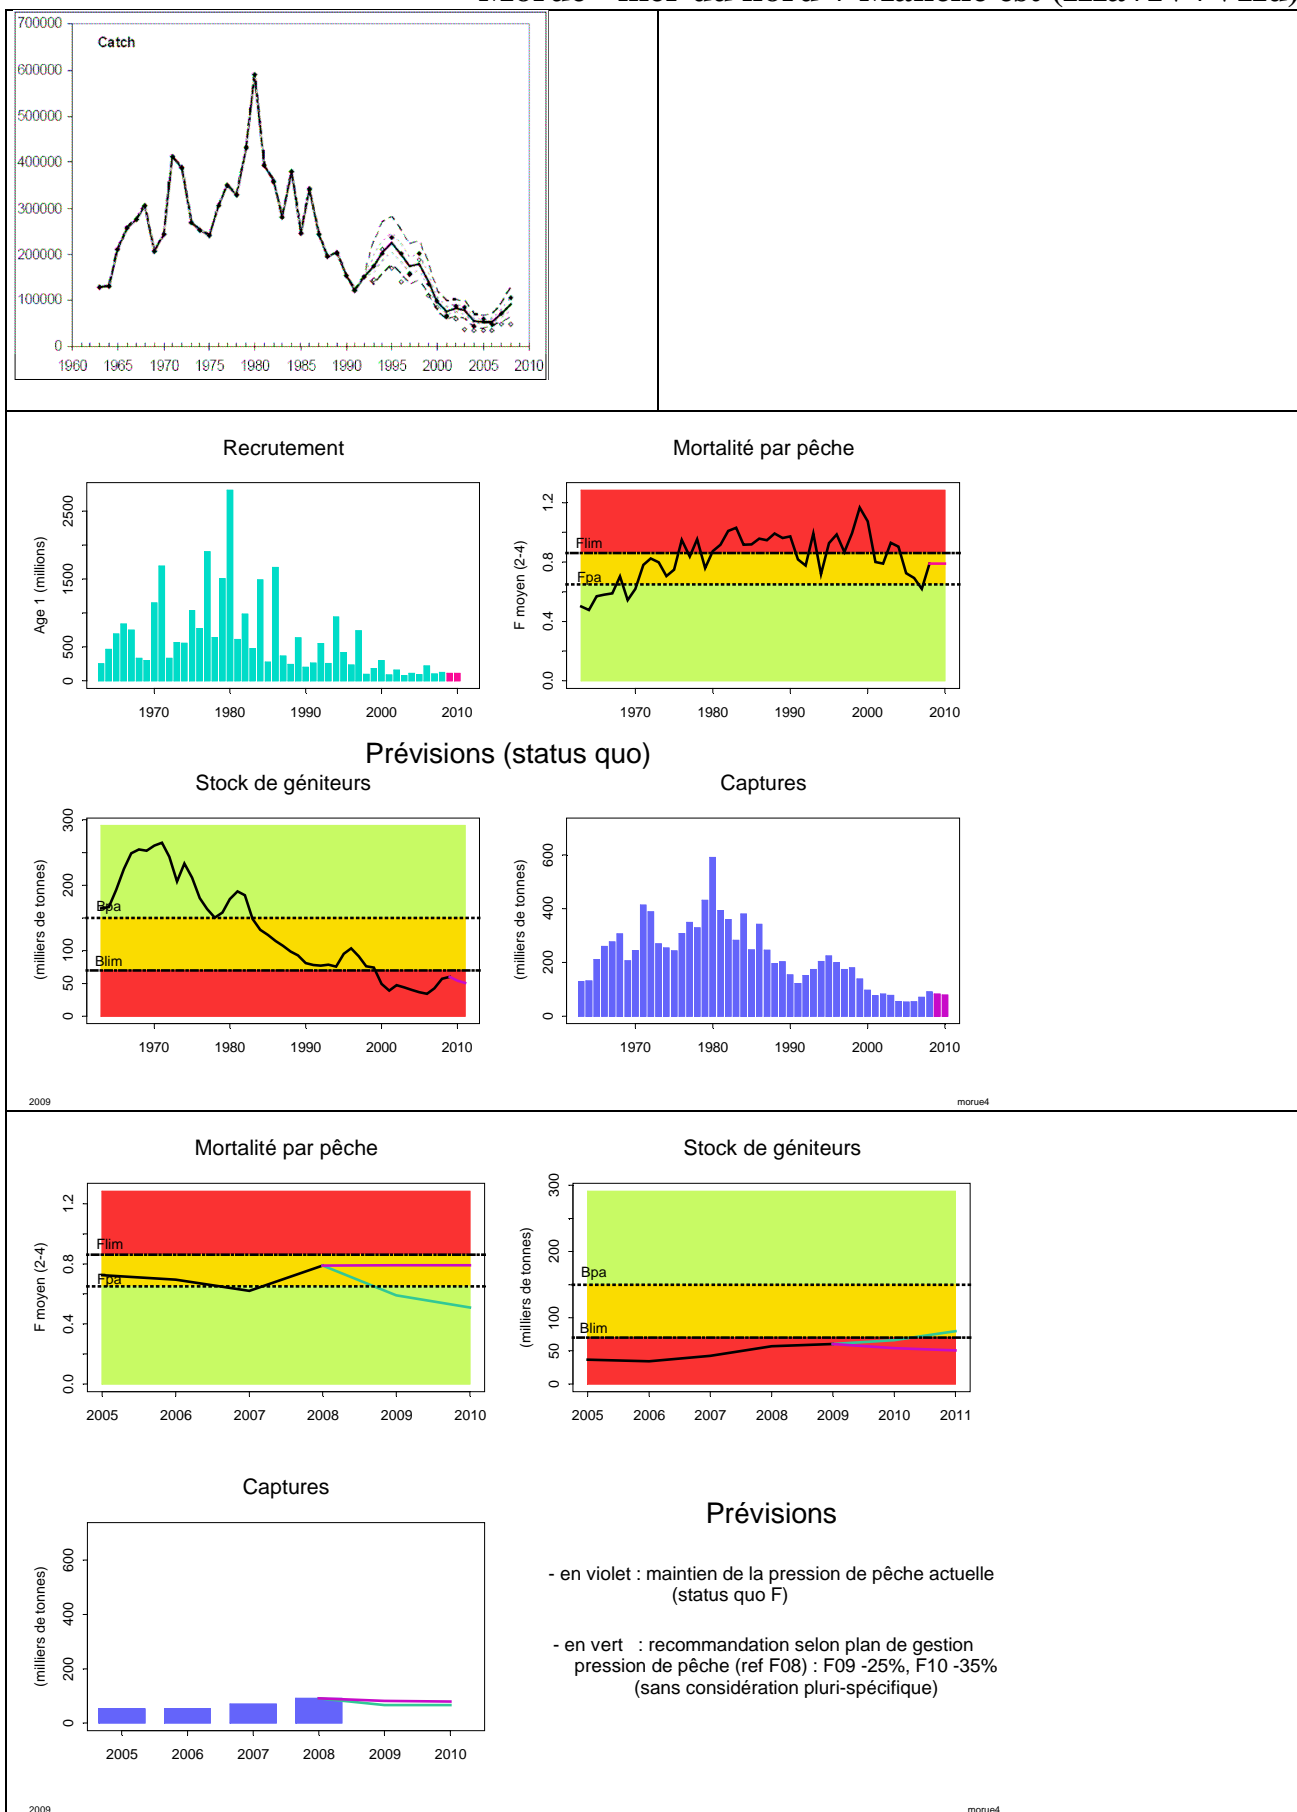 Catch
700000
600000
500000
400000
300000
200000
100000
0
1960 1965 1970 1975 1980 1985 1990 1995 2000 2005 2010
Recrutement
Age 1 (millions)
0 500 1500 2500
1970 1980 1990 2000 2010
Mortalité par pêche
F moyen (2-4)
0.0 0.4 0.8 1.2
Flim
Fpa
1970 1980 1990 2000 2010
Prévisions (status quo)
Stock de géniteurs
(milliers de tonnes)
0 50 100 200 300
Bpa
Blim
1970 1980 1990 2000 2010
Captures
(milliers de tonnes)
0 200 400 600
1970 1980 1990 2000 2010
2009
morue4
Mortalité par pêche
F moyen (2-4)
0.0 0.4 0.8 1.2
Flim
Fpa
2005 2006 2007 2008 2009 2010
Stock de géniteurs
(milliers de tonnes)
0 50 100 200 300
Bpa
Blim
2005 2006 2007 2008 2009 2010 2011
Captures
(milliers de tonnes)
0 200 400 600
2005 2006 2007 2008 2009 2010
Prévisions
- en violet : maintien de la pression de pêche actuelle
(status quo F)
- en vert : recommandation selon plan de gestion
pression de pêche (ref F08) : F09 -25%, F10 -35%
(sans considération pluri-spécifique)
2009
morue4